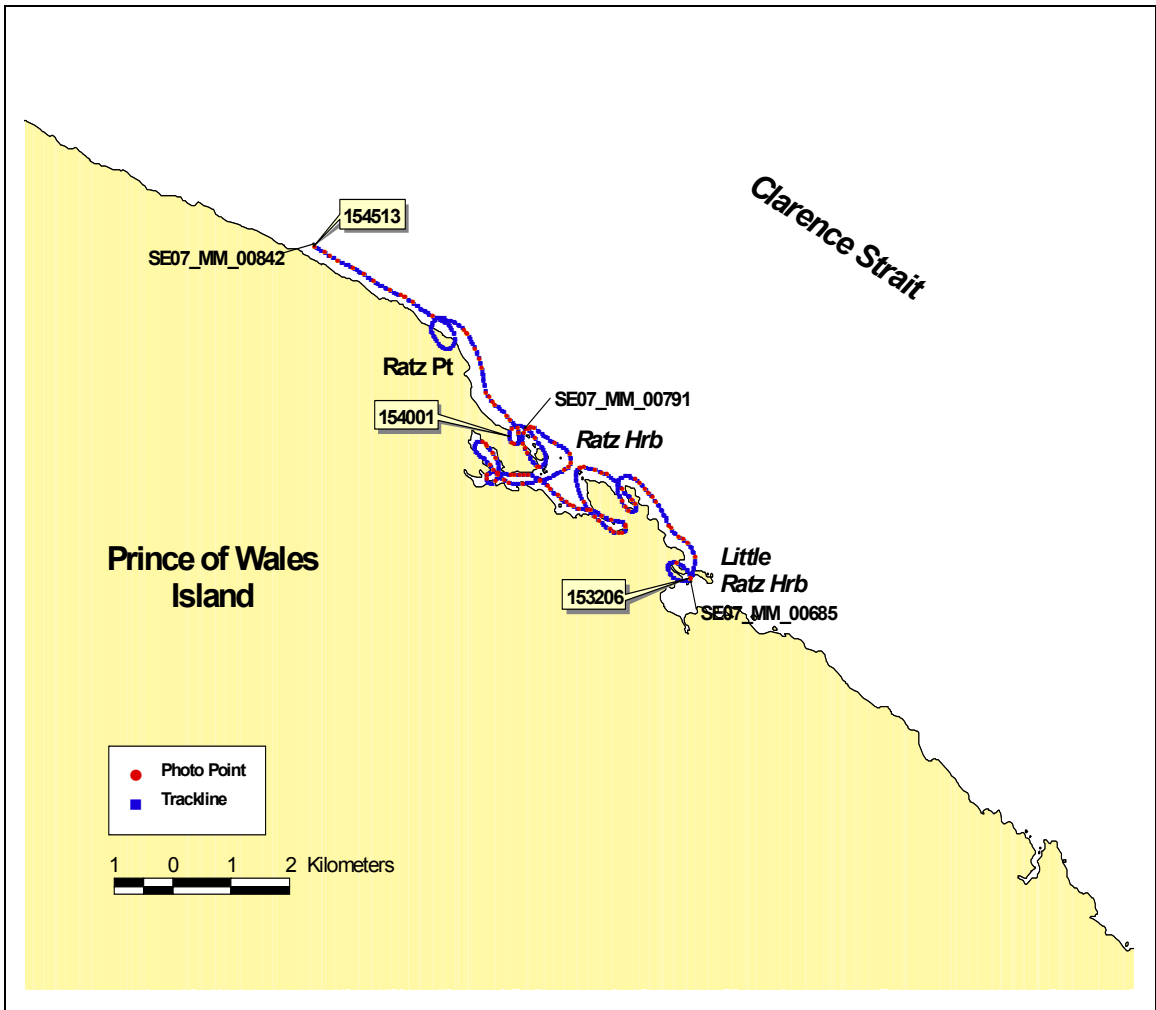 Clarence Strait
154513
SE07_MM_00842
Ratz Pt
SE07_MM_00791
154001
Ratz Hrb
Prince of Wales
Island
Little
Ratz Hrb
153206
SE07_MM_00685
Photo Point
Trackline
1 0 1 2 Kilometers